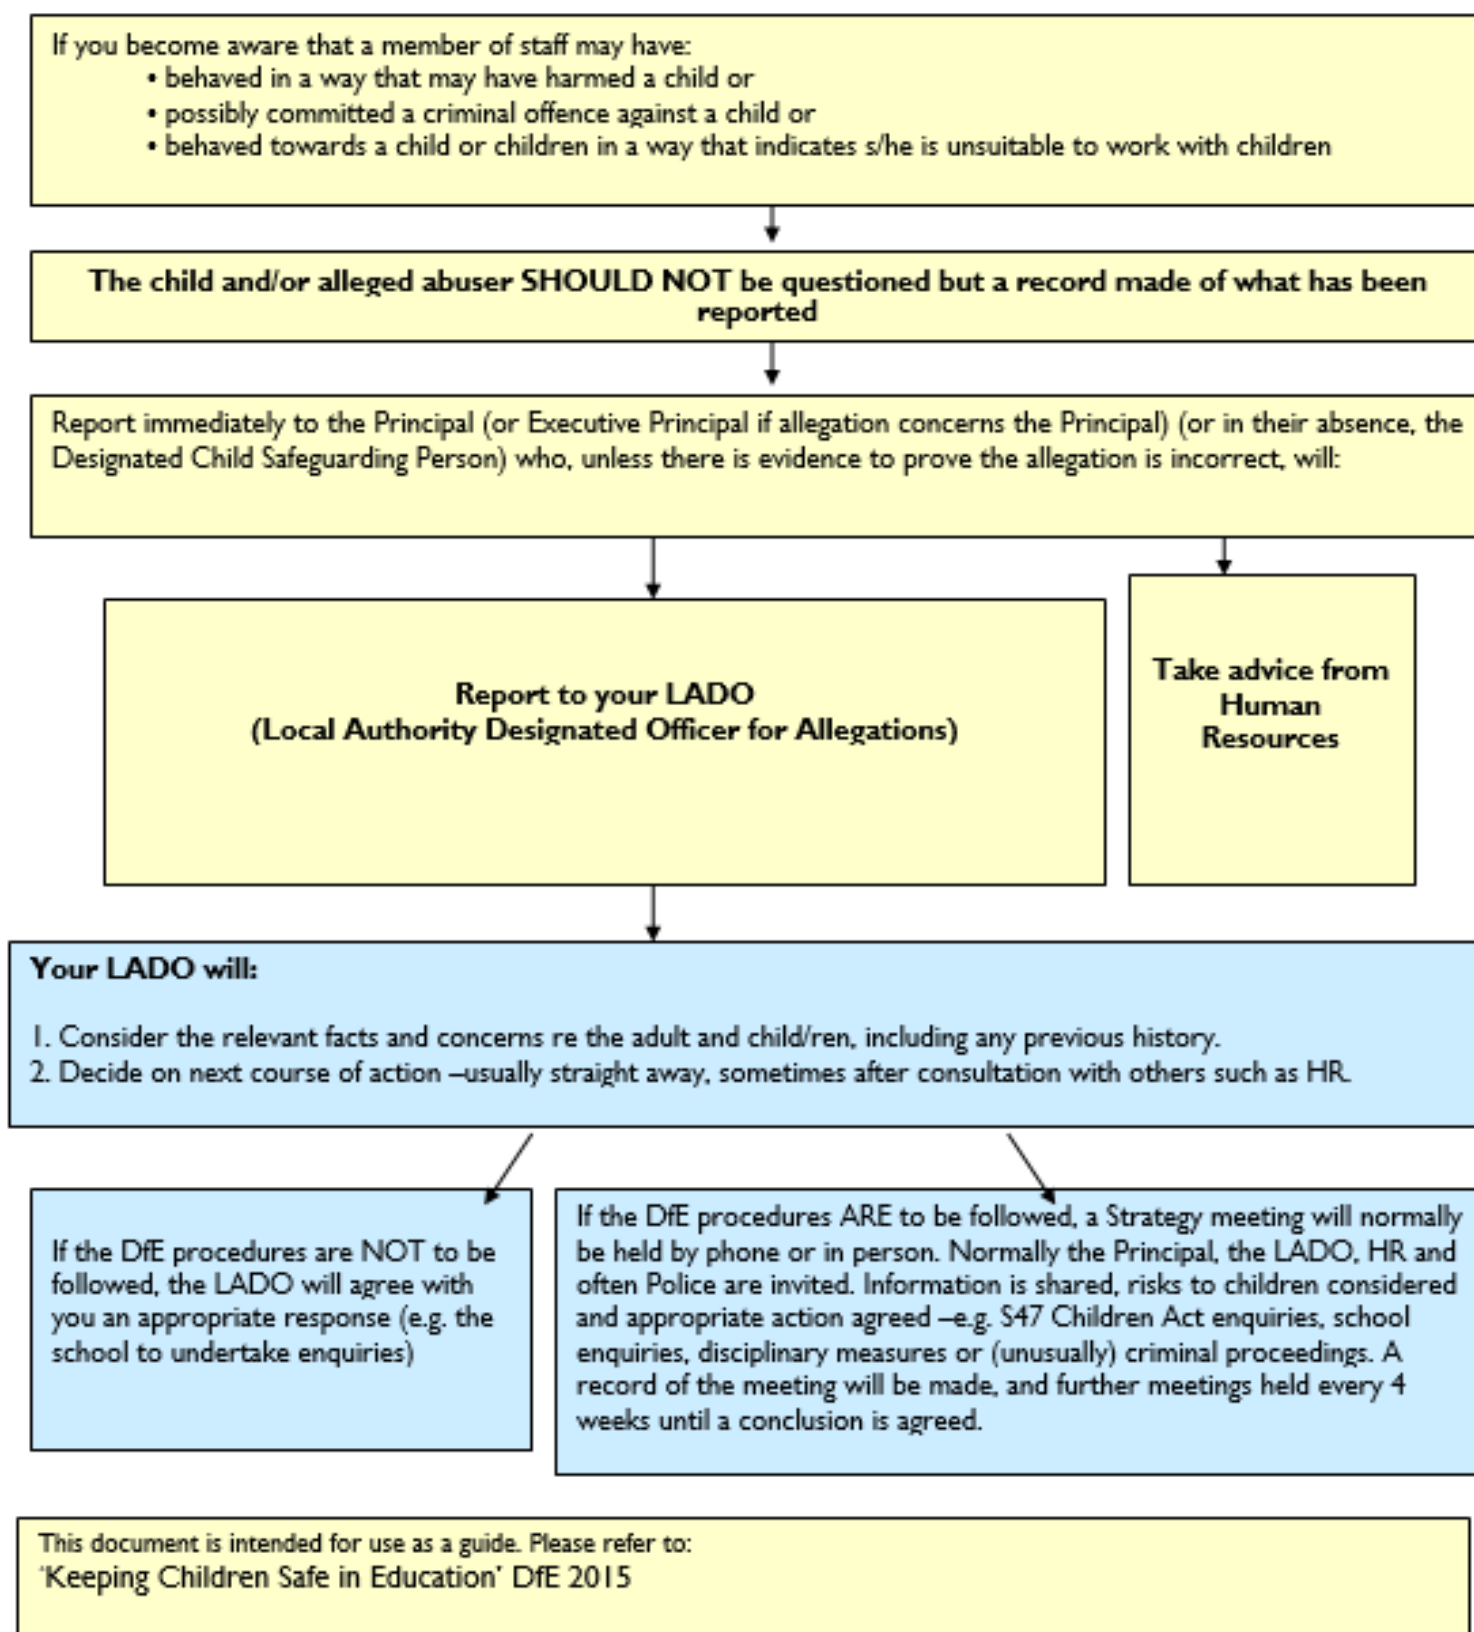 If you become aware that a member of staff may have:
• behaved in a way that may have harmed a child or
• possibly committed a criminal offence against a child or
• behaved towards a child or children in a way that indicates s/he is unsuitable to work with children
The child and/or alleged abuser SHOULD NOT be questioned but a record made of what has been
reported
Report immediately to the Principal (or Executive Principal if allegation concerns the Principal) (or in their absence, the
Designated Child Safeguarding Person) who, unless there is evidence to prove the allegation is incorrect, will:
Report to your LADO
(Local Authority Designated Officer for Allegations)
Take advice from
Human
Resources
Your LADO will:
1. Consider the relevant facts and concerns re the adult and child/ren, including any previous history.
2. Decide on next course of action –usually straight away, sometimes after consultation with others such as HR.
If the DfE procedures are NOT to be
followed, the LADO will agree with
you an appropriate response (e.g. the
school to undertake enquiries)
If the DfE procedures ARE to be followed, a Strategy meeting will normally
be held by phone or in person. Normally the Principal, the LADO, HR and
often Police are invited. Information is shared, risks to children considered
and appropriate action agreed –e.g. S47 Children Act enquiries, school
enquiries, disciplinary measures or (unusually) criminal proceedings. A
record of the meeting will be made, and further meetings held every 4
weeks until a conclusion is agreed.
This document is intended for use as a guide. Please refer to:
'Keeping Children Safe in Education' DfE 2015